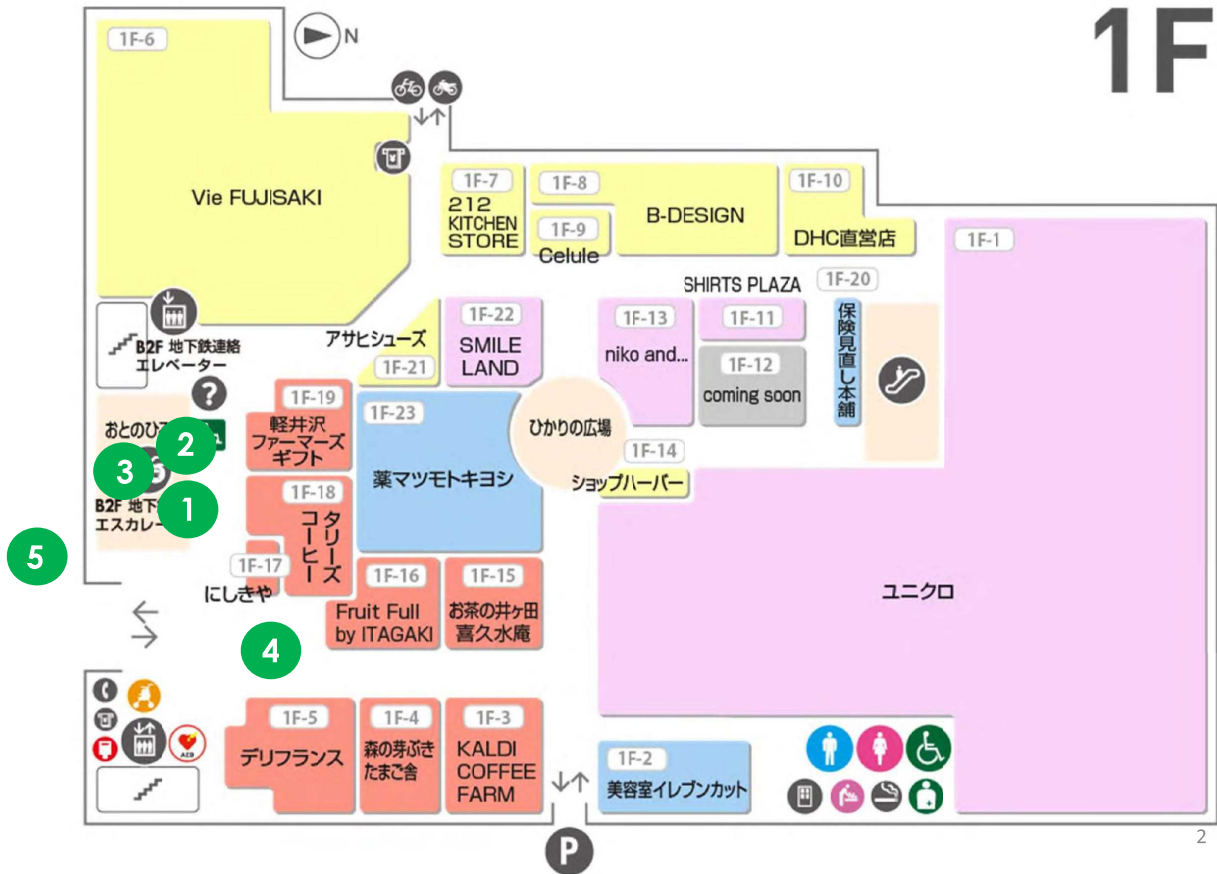 1F
1F-6
N
Vie FUJISAKI
1F-7
212
KITCHEN
STORE
1F-8
B-DESIGN
1F-9
Celule
1F-10
DHC直営店
1F-1
ユニクロ
SHIRTS PLAZA
1F-11
1F-20
保険見直し本舗
1F-13
niko and...
1F-12
coming soon
1F-22
SMILE
LAND
アサヒシューズ
1F-21
B2F 地下鉄連絡
エレベーター
?
おとのひ
2
3
1
B2F 地下
エスカレー
5
1F-19
軽井沢
ファーマーズ
ギフト
1F-23
薬マツモトキヨシ
ひかりの広場
1F-14
ショップハーバー
1F-18
タリーズ
コーヒー
1F-17
にしきや
1F-16
Fruit Full
by ITAGAKI
1F-15
お茶の井ヶ田
喜久水庵
4
AED
1F-5
デリフランス
1F-4
森の芽ぶき
たまご舎
1F-3
KALDI
COFFEE
FARM
1F-2
美容室イレブンカット
P
2